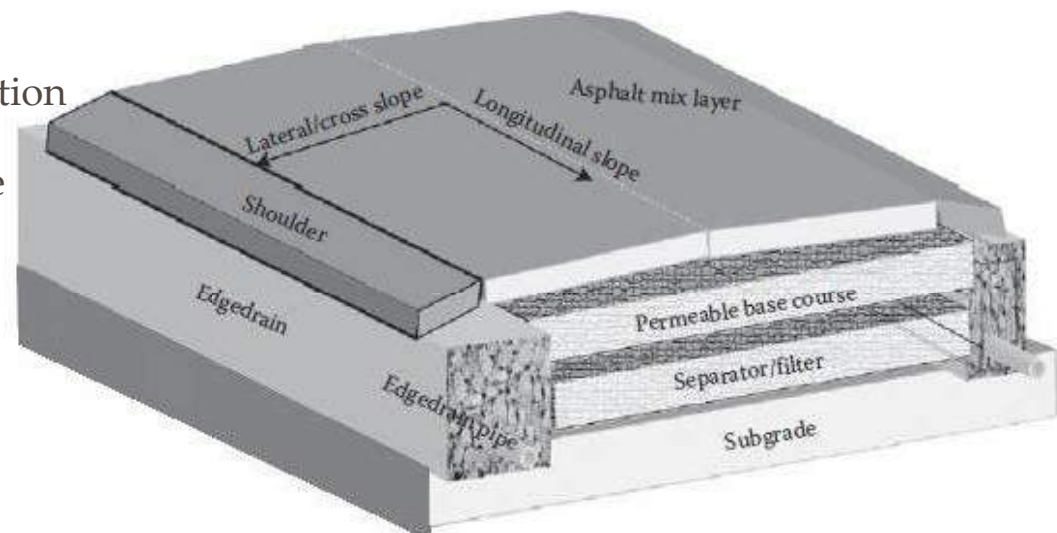 tion
e
Asphalt mix layer
Lateral/cross slope
Longitudinal slope
Shoulder
Edgedrain
Permeable base course
Edgedrain pipe
Separator/filter
Subgrade